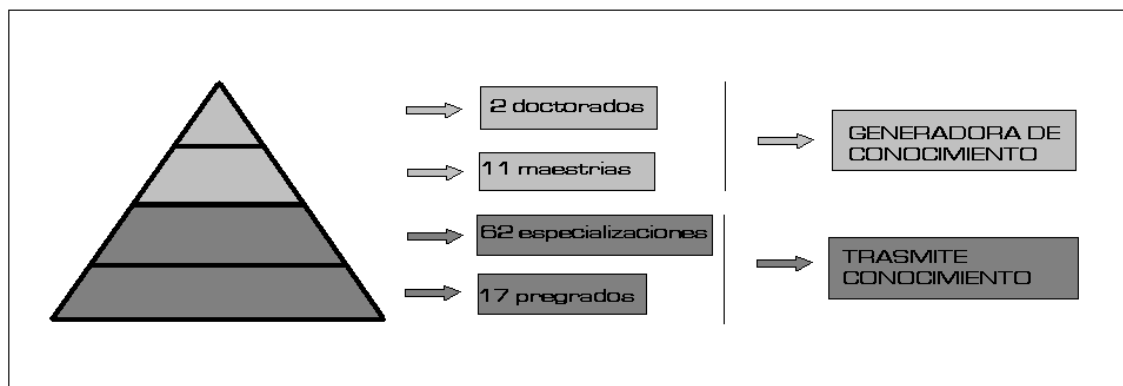 2 doctorados
11 maestrias
62 especializaciones
17 pregrados
GENERADORA DE
CONOCIMIENTO
TRASMITE
CONOCIMIENTO